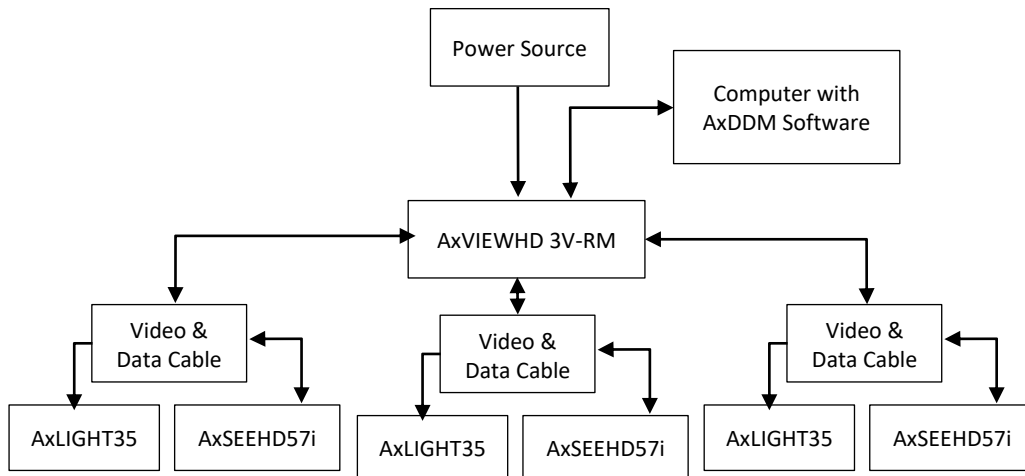 Power Source
Computer with
AxDDM Software
AxVIEWHD 3V-RM
Video &
Data Cable
Video &
Data Cable
Video &
Data Cable
AxLIGHT35
AxSEEHD57i
AxLIGHT35
AxSEEHD57i
AxLIGHT35
AxSEEHD57i